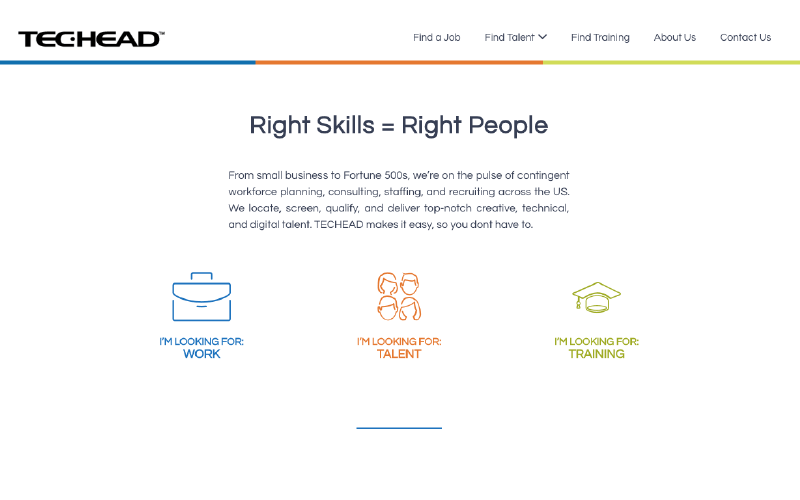 TECHEAD™
Find a Job
Find Talent
Find Training
About Us
Contact Us
Right Skills = Right People
From small business to Fortune 500s, we're on the pulse of contingent
workforce planning, consulting, staffing, and recruiting across the US.
We locate, screen, qualify, and deliver top-notch creative, technical,
and digital talent. TECHEAD makes it easy, so you dont have to.
I'M LOOKING FOR:
WORK
I'M LOOKING FOR:
TALENT
I'M LOOKING FOR:
TRAINING